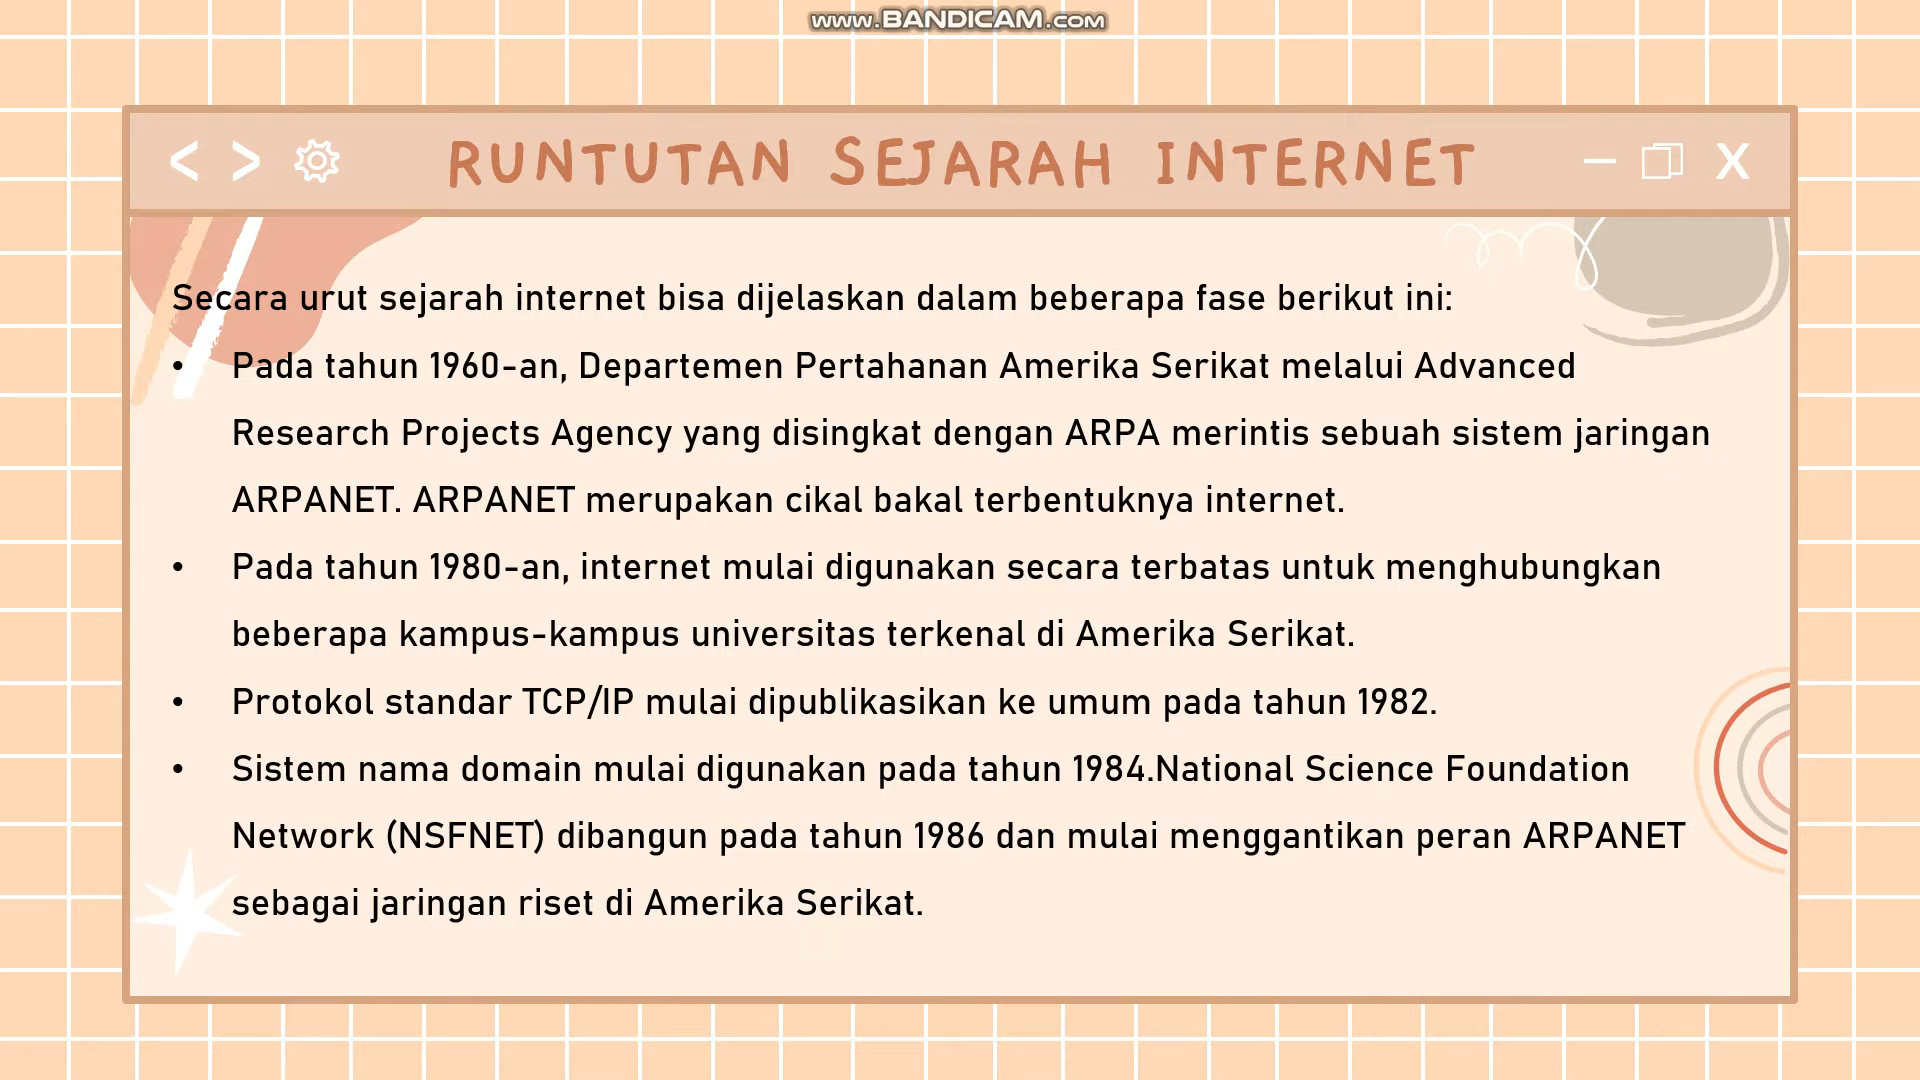 www.BANDICAM.com
RUNTUTAN SEJARAH INTERNET
Secara urut sejarah internet bisa dijelaskan dalam beberapa fase berikut ini:
• Pada tahun 1960-an, Departemen Pertahanan Amerika Serikat melalui Advanced
Research Projects Agency yang disingkat dengan ARPA merintis sebuah sistem jaringan
ARPANET. ARPANET merupakan cikal bakal terbentuknya internet.
• Pada tahun 1980-an, internet mulai digunakan secara terbatas untuk menghubungkan
beberapa kampus-kampus universitas terkenal di Amerika Serikat.
• Protokol standar TCP/IP mulai dipublikasikan ke umum pada tahun 1982.
• Sistem nama domain mulai digunakan pada tahun 1984.National Science Foundation
Network (NSFNET) dibangun pada tahun 1986 dan mulai menggantikan peran ARPANET
sebagai jaringan riset di Amerika Serikat.